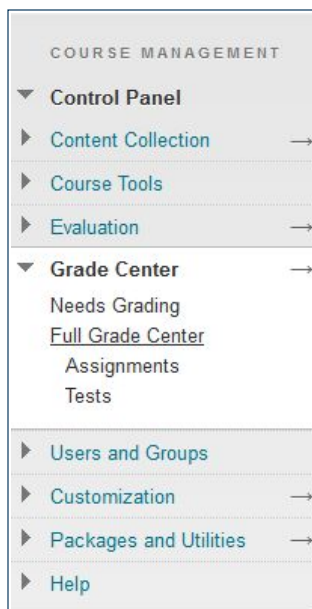 COURSE MANAGEMENT
Control Panel
Content Collection
Course Tools
Evaluation
Grade Center
Needs Grading
Full Grade Center
Assignments
Tests
Users and Groups
Customization
Packages and Utilities
Help